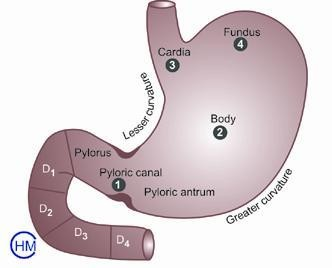 Fundus
4
Cardia
3
Lesser curvature
Body
2
Pylorus
Pyloric canal
1
Pyloric antrum
Greater curvature
D1
D2
D3
D4
HM